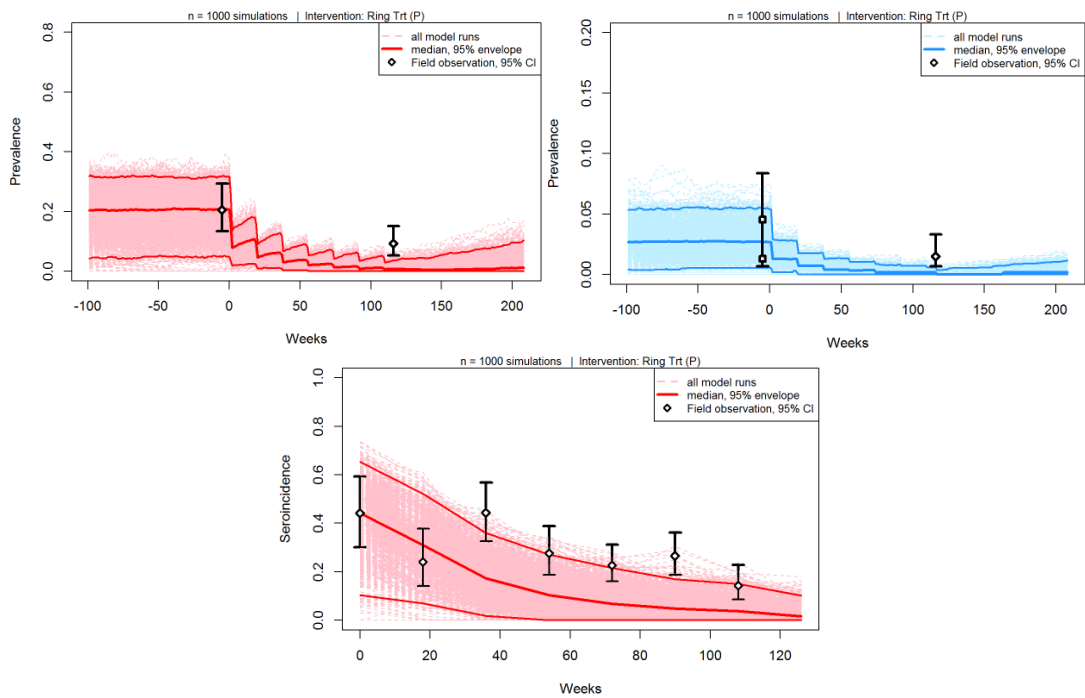 n = 1000 simulations | Intervention: Ring Trt (P)
all model runs
median, 95% envelope
Field observation, 95% CI
Prevalence
0.8
0.6
0.4
0.2
0.0
-100 -50 0 50 100 150 200
Weeks
n = 1000 simulations | Intervention: Ring Trt (P)
all model runs
median, 95% envelope
Field observation, 95% CI
Prevalence
0.20
0.15
0.10
0.05
0.00
-100 -50 0 50 100 150 200
Weeks
n = 1000 simulations | Intervention: Ring Trt (P)
all model runs
median, 95% envelope
Field observation, 95% CI
Seroincidence
1.0
0.8
0.6
0.4
0.2
0.0
0 20 40 60 80 100 120
Weeks